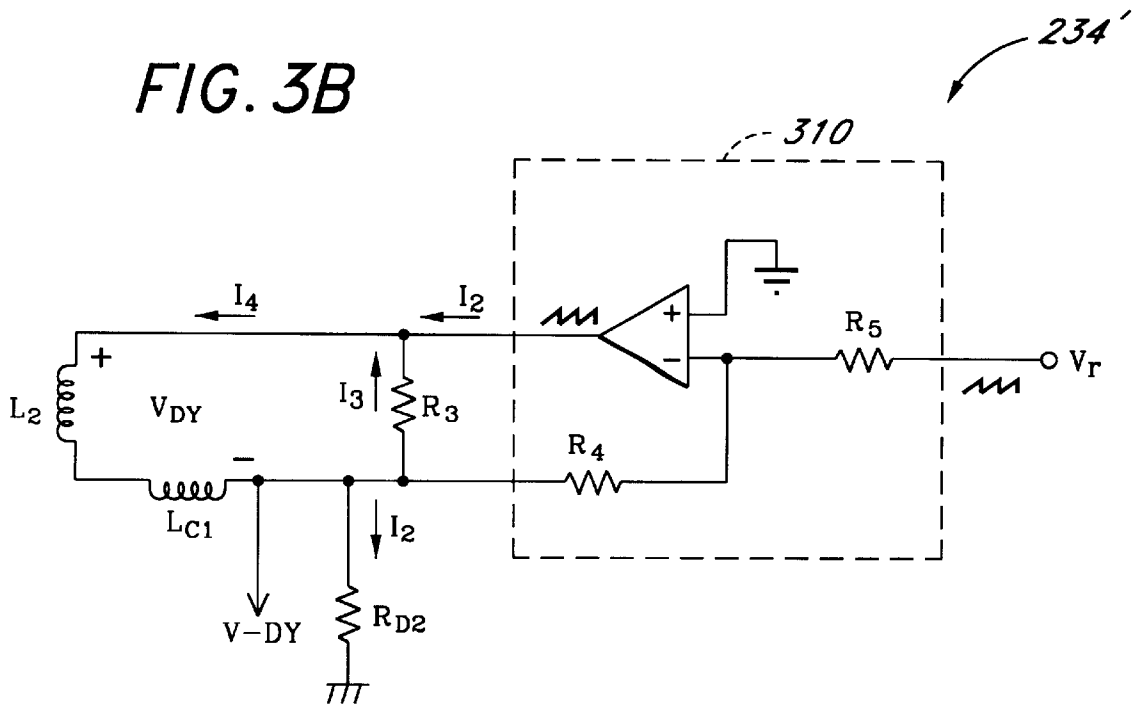 234'
FIG. 3B
310
I4
I2
+
R5
+
−
Vr
L2
VDY
I3
R3
R4
−
LC1
I2
V-DY
RD2